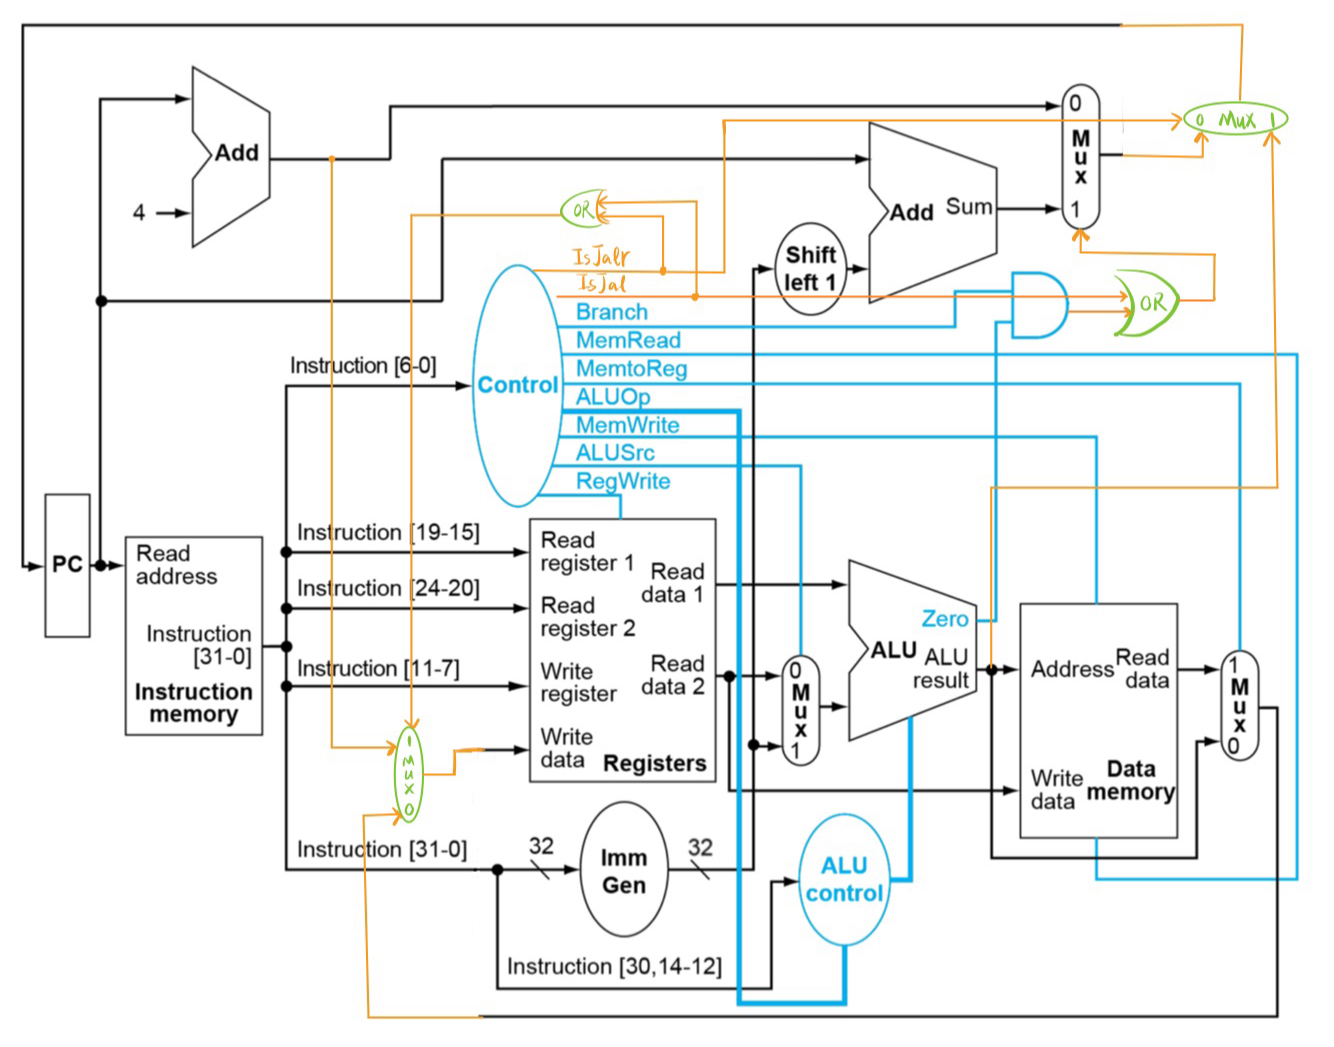 0
Mux
1
0 Mux 1
Add
4
Add
Sum
OR
Shift
left 1
IsJalr
IsJal
OR
Branch
MemRead
MemtoReg
ALUOp
MemWrite
ALUSrc
RegWrite
Control
Instruction [6-0]
PC
Read
address
Instruction
[31-0]
Instruction
memory
Instruction [19-15]
Instruction [24-20]
Instruction [11-7]
Instruction [31-0]
Read
register 1
Read
register 2
Write
register
Write
data
Read
data 1
Read
data 2
Registers
1
Mux
0
0
Mux
1
Zero
ALU
ALU
result
Address
Read
data
Write
data
Data
memory
1
Mux
0
32
Imm
Gen
32
ALU
control
Instruction [30,14-12]